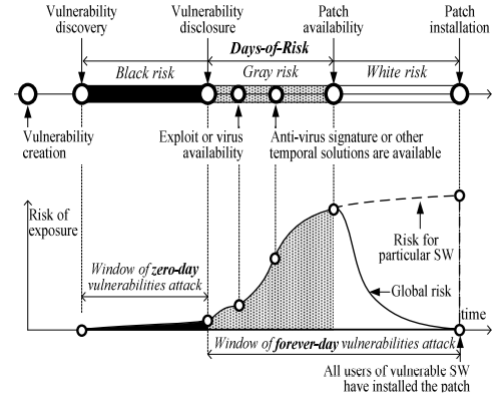 Vulnerability
discovery
Vulnerability
disclosure
Patch
availability
Patch
installation
Days-of-Risk
Black risk
Gray risk
White risk
Vulnerability
creation
Exploit or virus
availability
Anti-virus signature or other
temporal solutions are available
Risk of
exposure
Risk for
particular SW
Window of zero-day
vulnerabilities attack
Global risk
time
Window of forever-day vulnerabilities attack
All users of vulnerable SW
have installed the patch